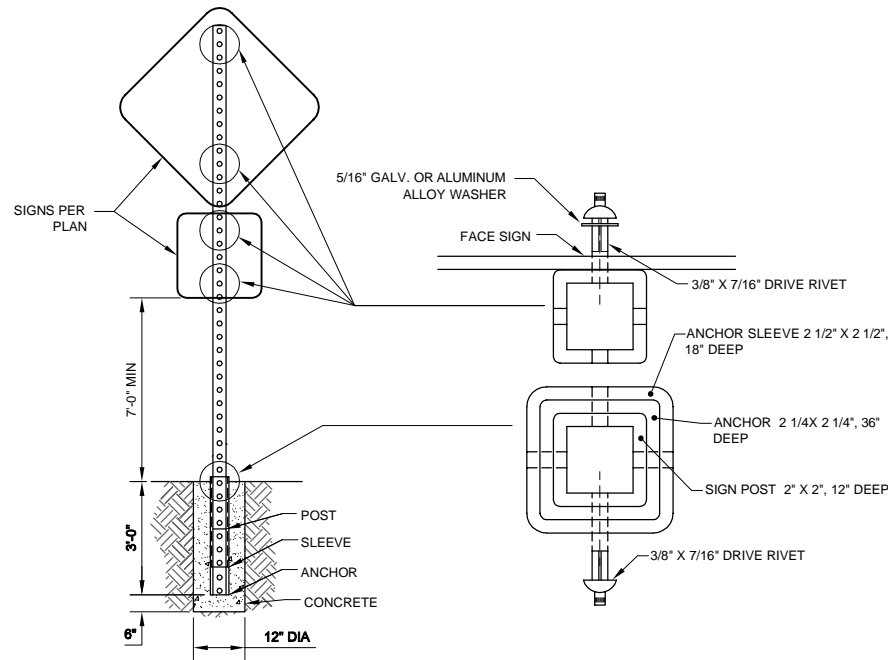 5/16" GALV. OR ALUMINUM
ALLOY WASHER
SIGNS PER
PLAN
FACE SIGN
3/8" X 7/16" DRIVE RIVET
ANCHOR SLEEVE 2 1/2" X 2 1/2",
18" DEEP
7'-0" MIN
ANCHOR 2 1/4X 2 1/4", 36"
DEEP
SIGN POST 2" X 2", 12" DEEP
3'-0"
POST
SLEEVE
ANCHOR
CONCRETE
3/8" X 7/16" DRIVE RIVET
6"
12" DIA